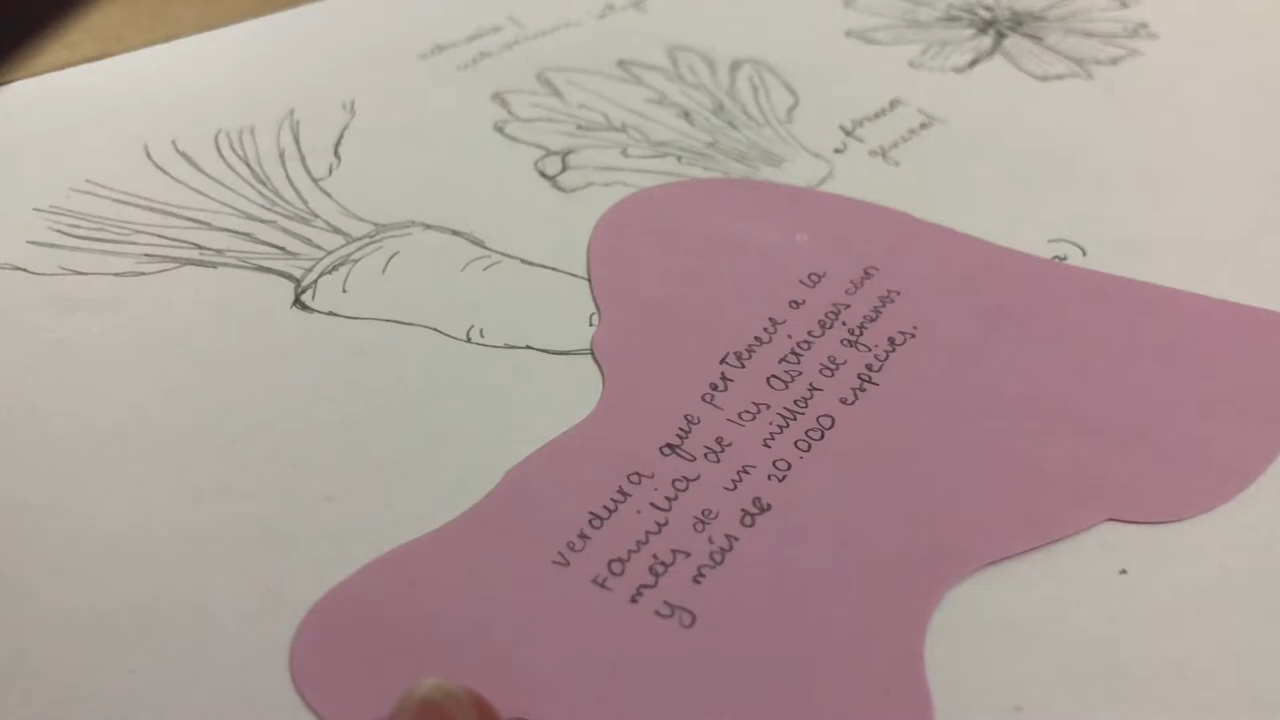 general
verdura que pertenece a la
Familia de las astráceas con
más de un millar de géneros
y más de 20.000 especies.